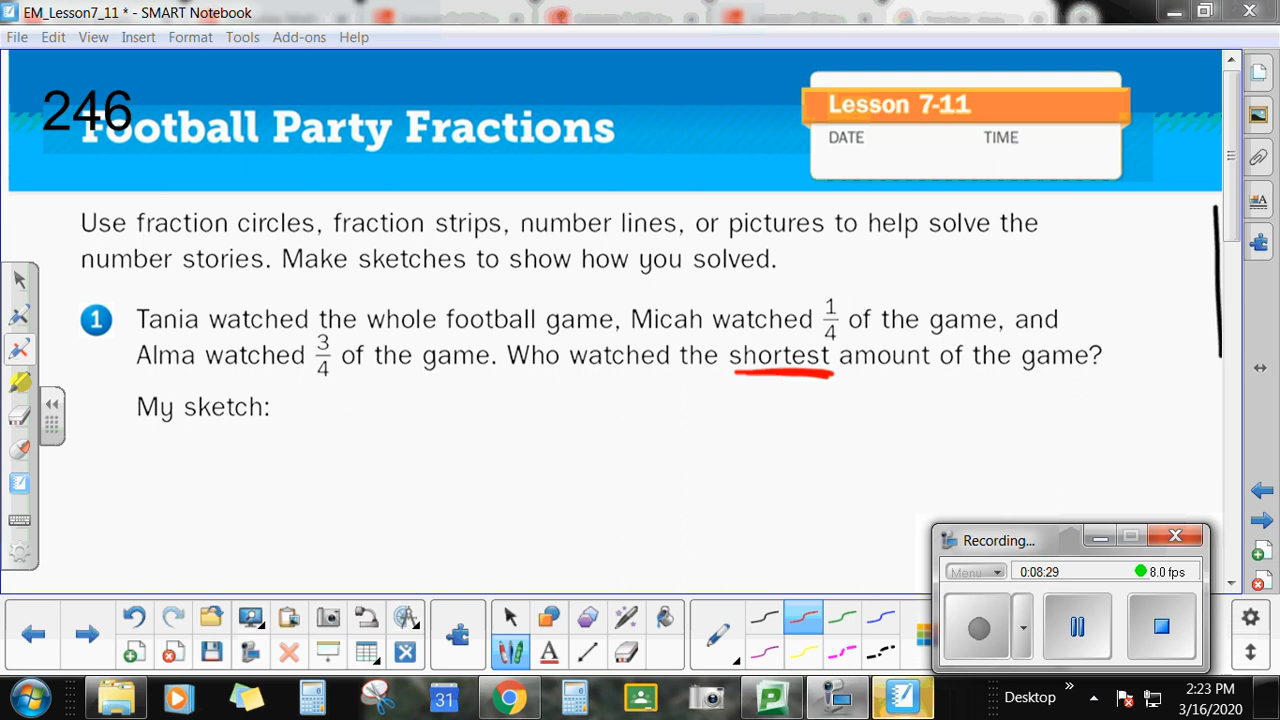 EM_Lesson7_11 * - SMART Notebook
File Edit View Insert Format Tools Add-ons Help
246
Football Party Fractions
Lesson 7-11
DATE TIME
Use fraction circles, fraction strips, number lines, or pictures to help solve the
number stories. Make sketches to show how you solved.
1 Tania watched the whole football game, Micah watched 1/4 of the game, and
Alma watched 3/4 of the game. Who watched the shortest amount of the game?
My sketch:
Recording...
Menu 0:08:29 8.0 fps
A
31
Desktop » 2:23 PM
3/16/2020